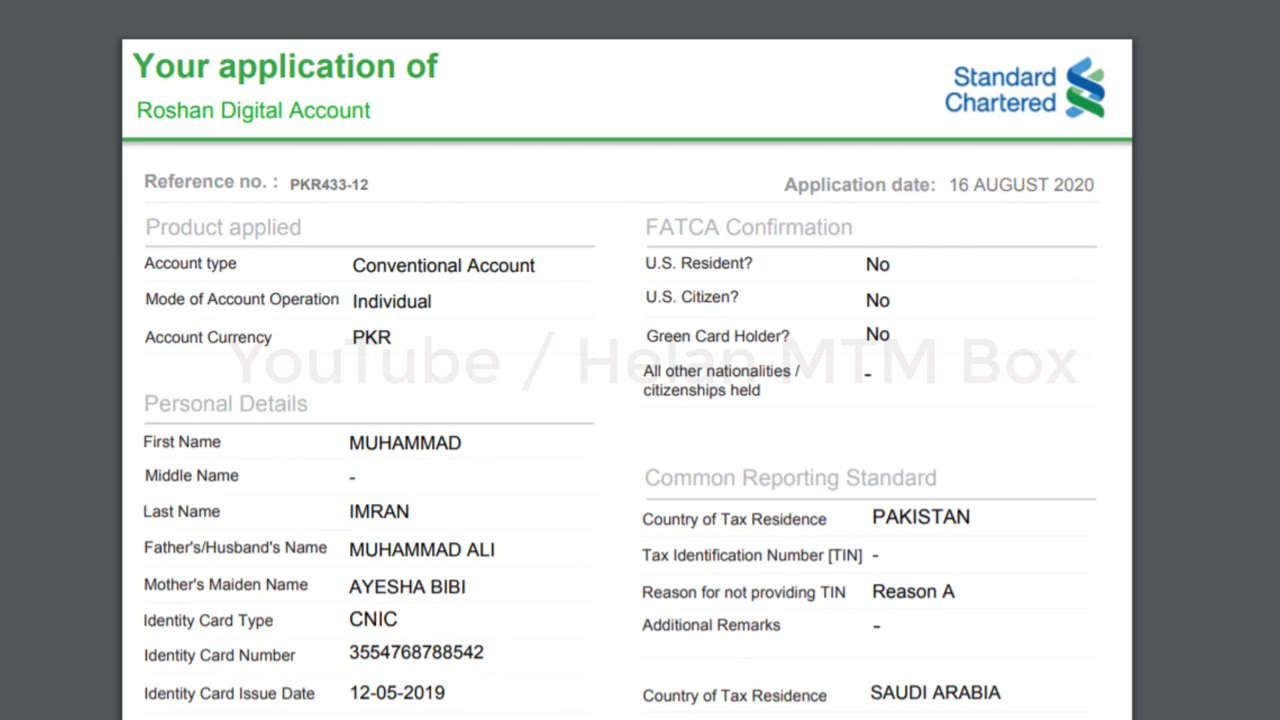 Your application of
Roshan Digital Account
Standard
Chartered
Reference no. : PKR433-12
Application date: 16 AUGUST 2020
Product applied
Account type Conventional Account
Mode of Account Operation Individual
Account Currency PKR
FATCA Confirmation
U.S. Resident? No
U.S. Citizen? No
Green Card Holder? No
All other nationalities / -
citizenships held
YouTube / Helan MTM Box
Personal Details
First Name MUHAMMAD
Middle Name -
Last Name IMRAN
Father's/Husband's Name MUHAMMAD ALI
Mother's Maiden Name AYESHA BIBI
Identity Card Type CNIC
Identity Card Number 3554768788542
Identity Card Issue Date 12-05-2019
Common Reporting Standard
Country of Tax Residence PAKISTAN
Tax Identification Number [TIN] -
Reason for not providing TIN Reason A
Additional Remarks -
Country of Tax Residence SAUDI ARABIA